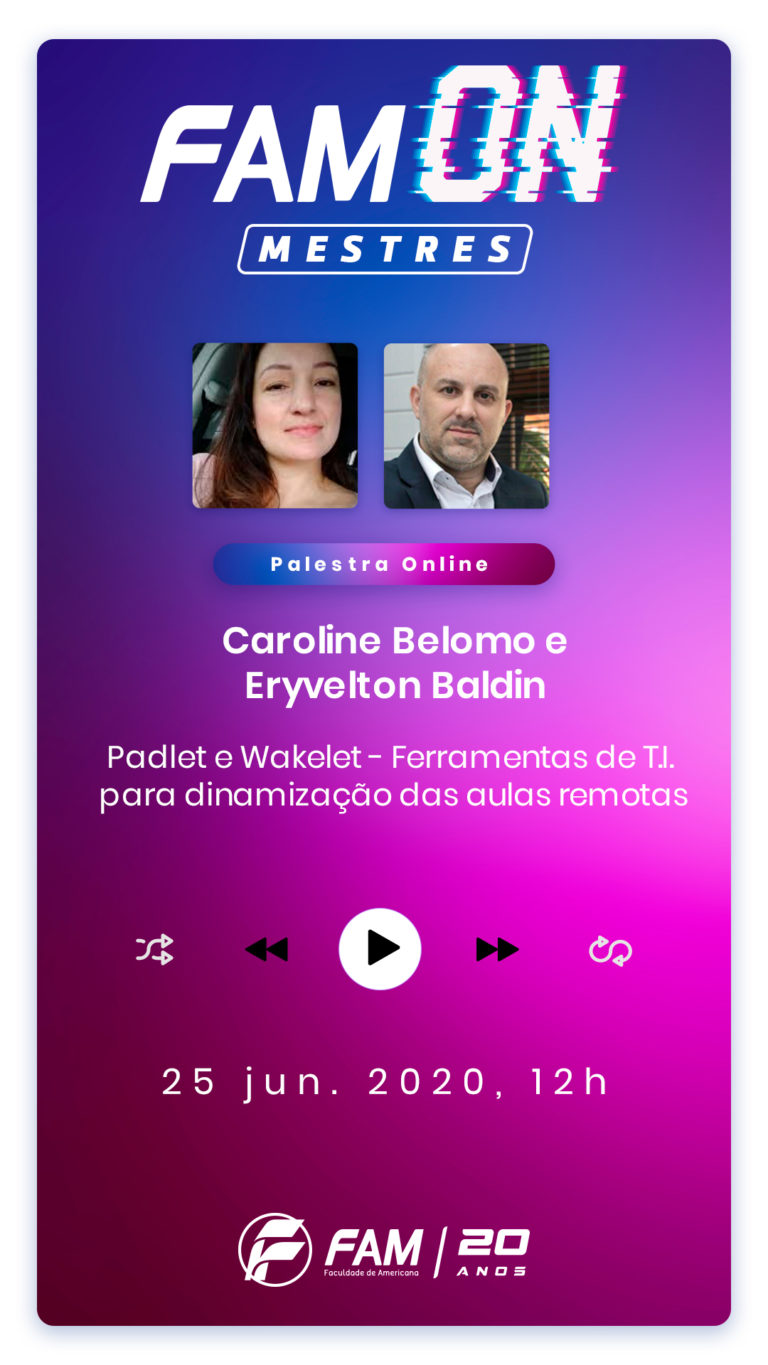 FAM ON
MESTRES
Palestra Online
Caroline Belomo e
Eryvelton Baldin
Padlet e Wakelet - Ferramentas de T.I.
para dinamização das aulas remotas
25 jun. 2020, 12h
FAM | 20
Faculdade de Americana ANOS